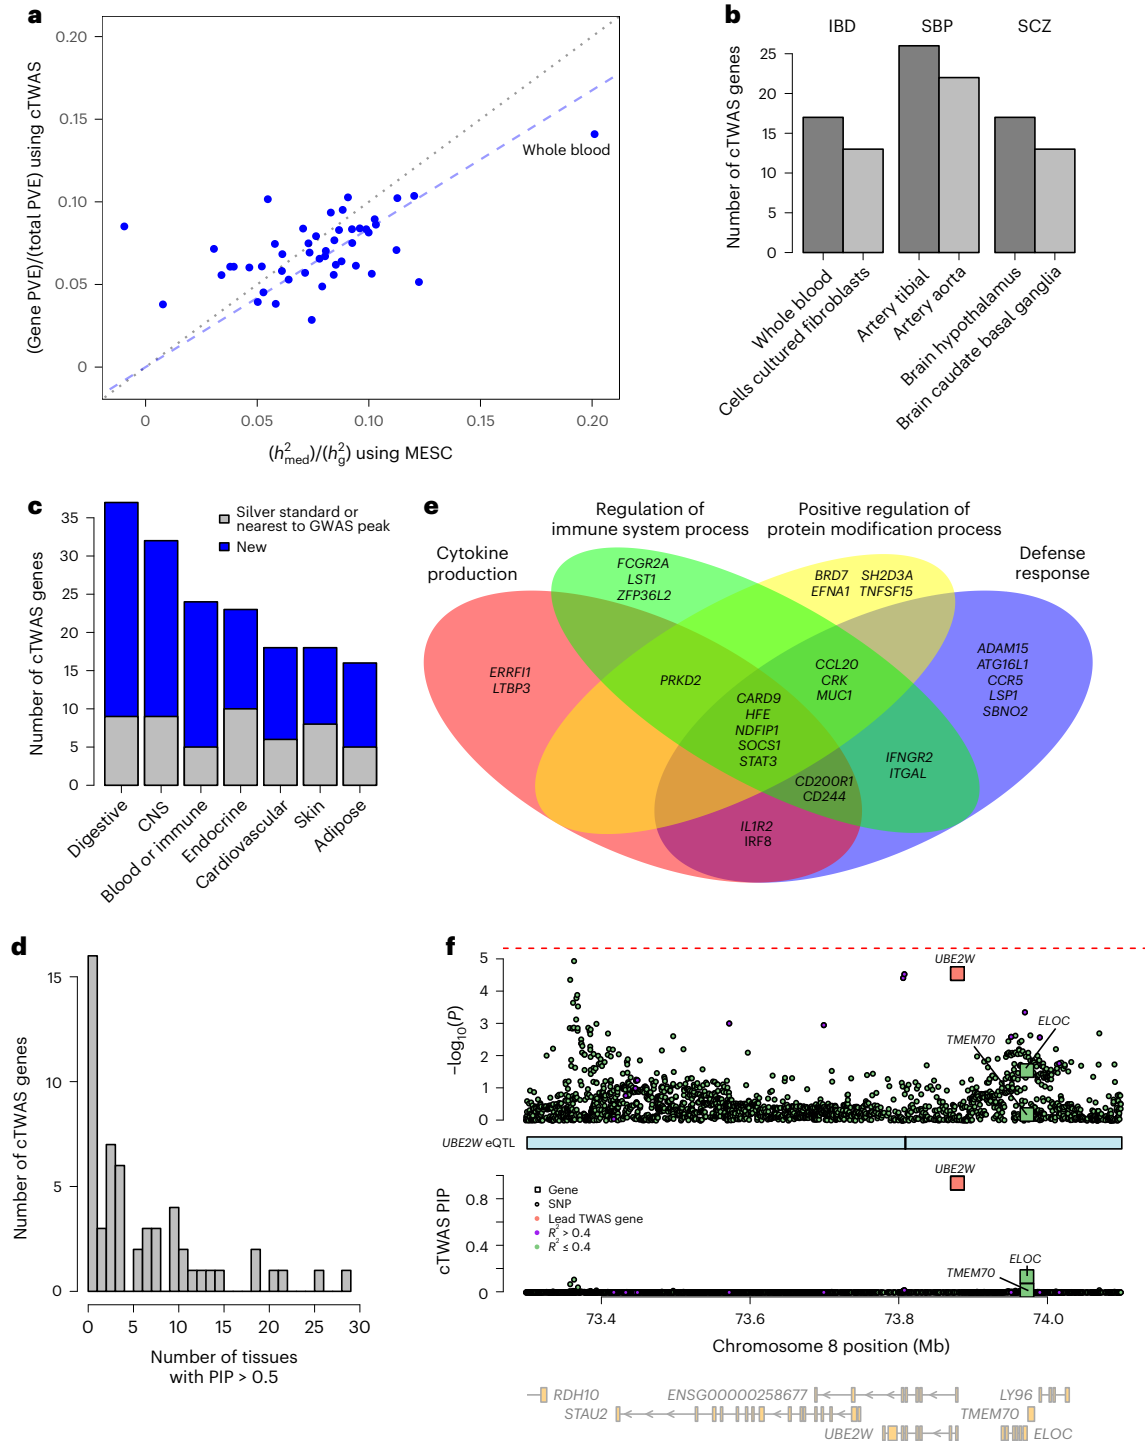 a
(Gene PVE)/(total PVE) using cTWAS
0.20
0.15
0.10
0.05
0
Whole blood
0
0.05
0.10
0.15
0.20
(h²med)/(h²g) using MESC
b
IBD
SBP
SCZ
Number of cTWAS genes
25
20
15
10
5
0
Whole blood
Cells cultured fibroblasts
Artery tibial
Artery aorta
Brain hypothalamus
Brain caudate basal ganglia
c
Number of cTWAS genes
35
30
25
20
15
10
5
0
Silver standard or
nearest to GWAS peak
New
Digestive
CNS
Blood or immune
Endocrine
Cardiovascular
Skin
Adipose
e
Cytokine
production
Regulation of
immune system process
Positive regulation of
protein modification process
Defense
response
FCGR2A
LST1
ZFP36L2
BRD7 SH2D3A
EFNA1 TNFSF15
ERRFI1
LTBP3
PRKD2
CCL20
CRK
MUC1
ADAM15
ATG16L1
CCR5
LSP1
SBNO2
CARD9
HFE
NDFIP1
SOCS1
STAT3
IFNGR2
ITGAL
CD200R1
CD244
IL1R2
IRF8
d
Number of cTWAS genes
15
10
5
0
0
5
10
15
20
25
30
Number of tissues
with PIP > 0.5
f
−log10(P)
5
4
3
2
1
0
UBE2W
TMEM70
ELOC
UBE2W eQTL
cTWAS PIP
0.8
0.4
0
UBE2W
Gene
SNP
Lead TWAS gene
R² > 0.4
R² ≤ 0.4
ELOC
TMEM70
73.4
73.6
73.8
74.0
Chromosome 8 position (Mb)
RDH10
ENSG00000258677
LY96
STAU2
TMEM70
UBE2W
ELOC